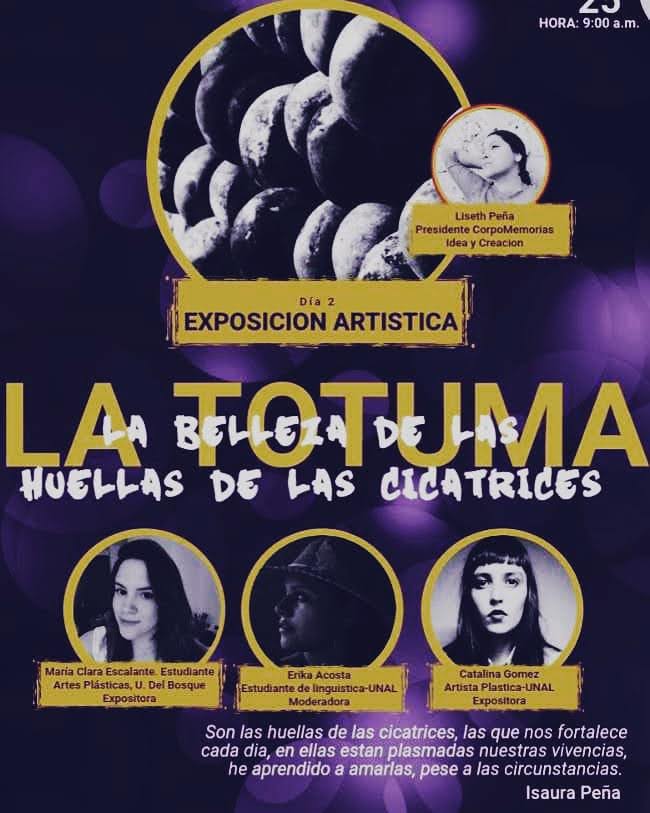 25
HORA: 9:00 a.m.
Liseth Peña
Presidente CorpoMemorias
Idea y Creacion
Día 2
EXPOSICION ARTISTICA
LA TOTUMA
LA BELLEZA DE LAS
HUELLAS DE LAS CICATRICES
María Clara Escalante. Estudiante
Artes Plásticas, U. Del Bosque
Expositora
Erika Acosta
Estudiante de linguistica-UNAL
Moderadora
Catalina Gomez
Artista Plastica-UNAL
Expositora
Son las huellas de las cicatrices, las que nos fortalece
cada dia, en ellas estan plasmadas nuestras vivencias,
he aprendido a amarlas, pese a las circunstancias.
Isaura Peña